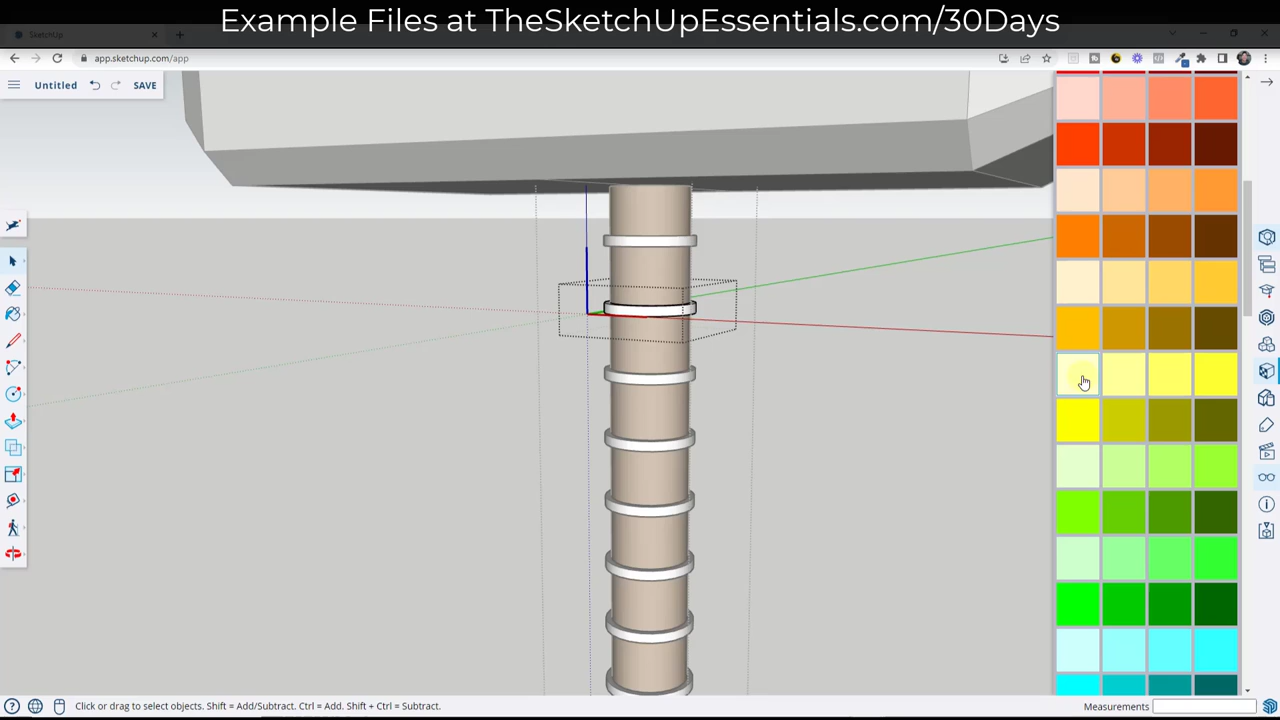 Example Files at TheSketchUpEssentials.com/30Days
SketchUp
app.sketchup.com/app
Untitled
SAVE
Click or drag to select objects. Shift = Add/Subtract. Ctrl = Add. Shift + Ctrl = Subtract.
Measurements